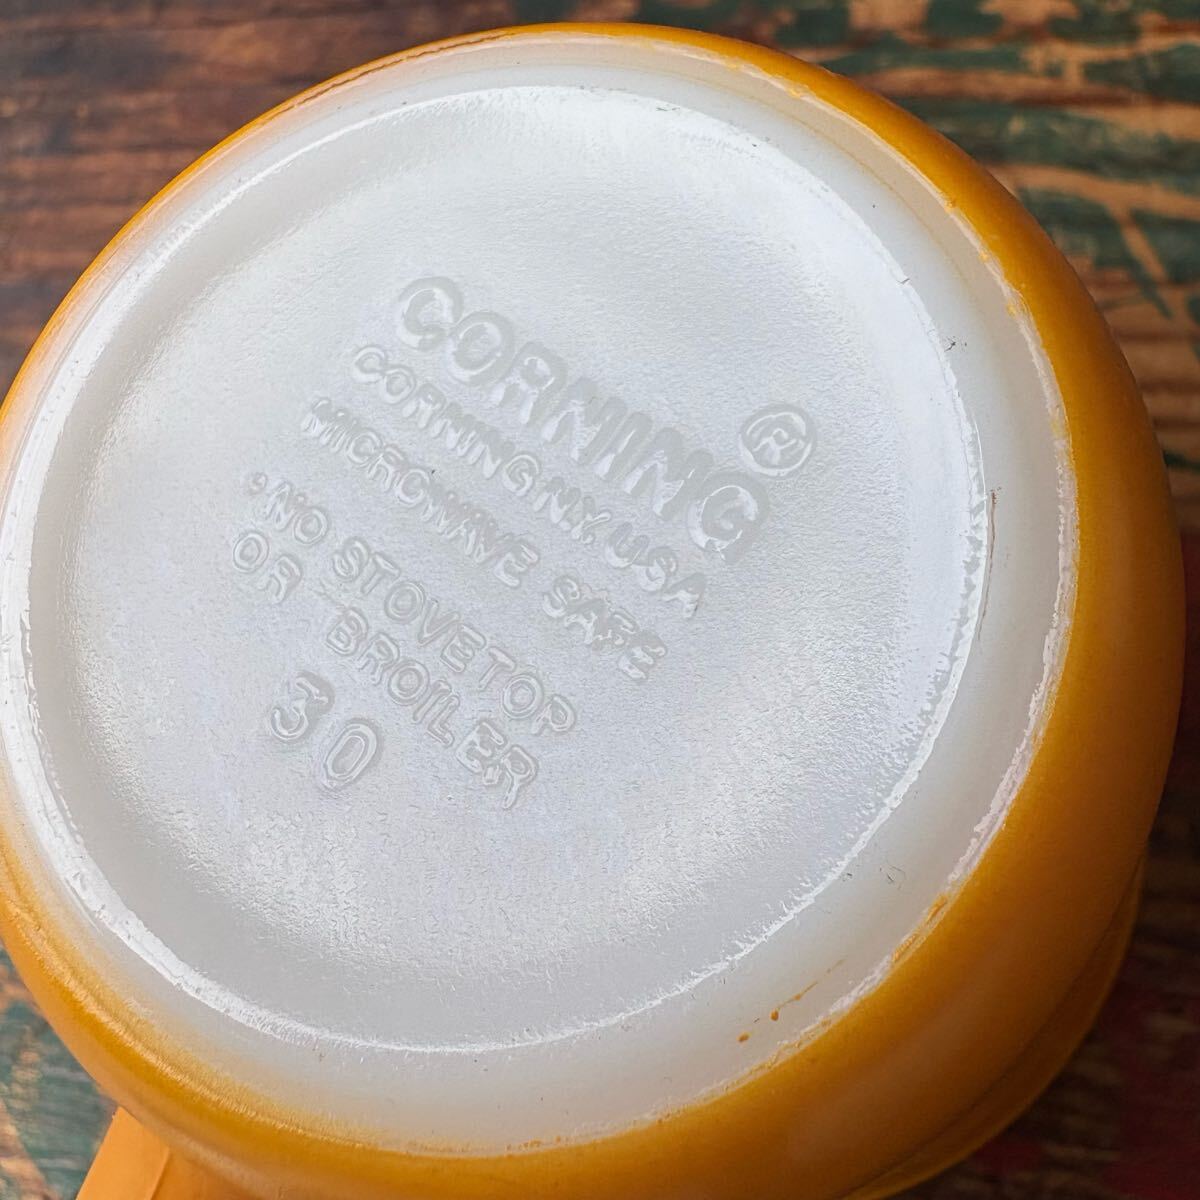 CORNING ®
CORNING N.Y. USA
MICROWAVE SAFE
NO STOVETOP
OR BROILER
30